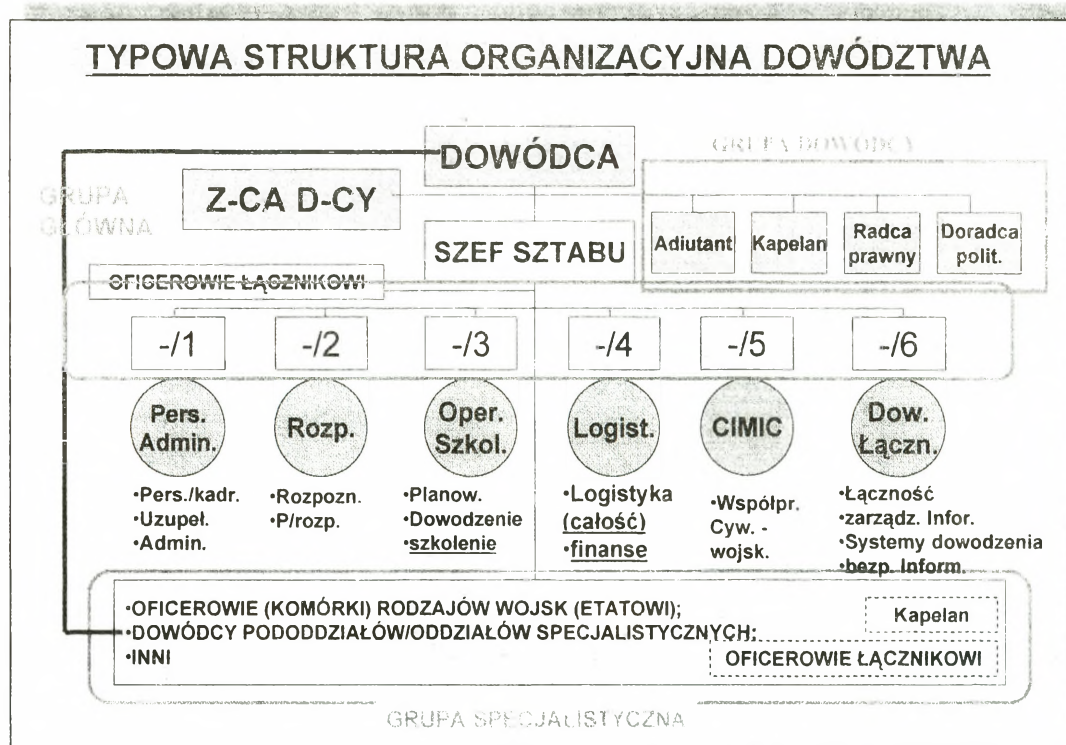 TYPOWA STRUKTURA ORGANIZACYJNA DOWÓDZTWA
DOWÓDCA
GRUPA DOWÓDCY
GRUPA
GŁÓWNA
Z-CA D-CY
SZEF SZTABU
Adiutant
Kapelan
Radca
prawny
Doradca
polit.
OFICEROWIE ŁĄCZNIKOWI
-/1
-/2
-/3
-/4
-/5
-/6
Pers.
Admin.
Rozp.
Oper.
Szkol.
Logist.
CIMIC
Dow.
Łączn.
•Pers./kadr.
•Uzupeł.
•Admin.
•Rozpozn.
•P/rozp.
•Planow.
•Dowodzenie
•szkolenie
•Logistyka
(całość)
•finanse
•Współpr.
Cyw. -
wojsk.
•Łączność
•zarządz. Infor.
•Systemy dowodzenia
•bezp. Inform.
•OFICEROWIE (KOMÓRKI) RODZAJÓW WOJSK (ETATOWI);
•DOWÓDCY PODODDZIAŁÓW/ODDZIAŁÓW SPECJALISTYCZNYCH;
•INNI
Kapelan
OFICEROWIE ŁĄCZNIKOWI
GRUPA SPECJALISTYCZNA